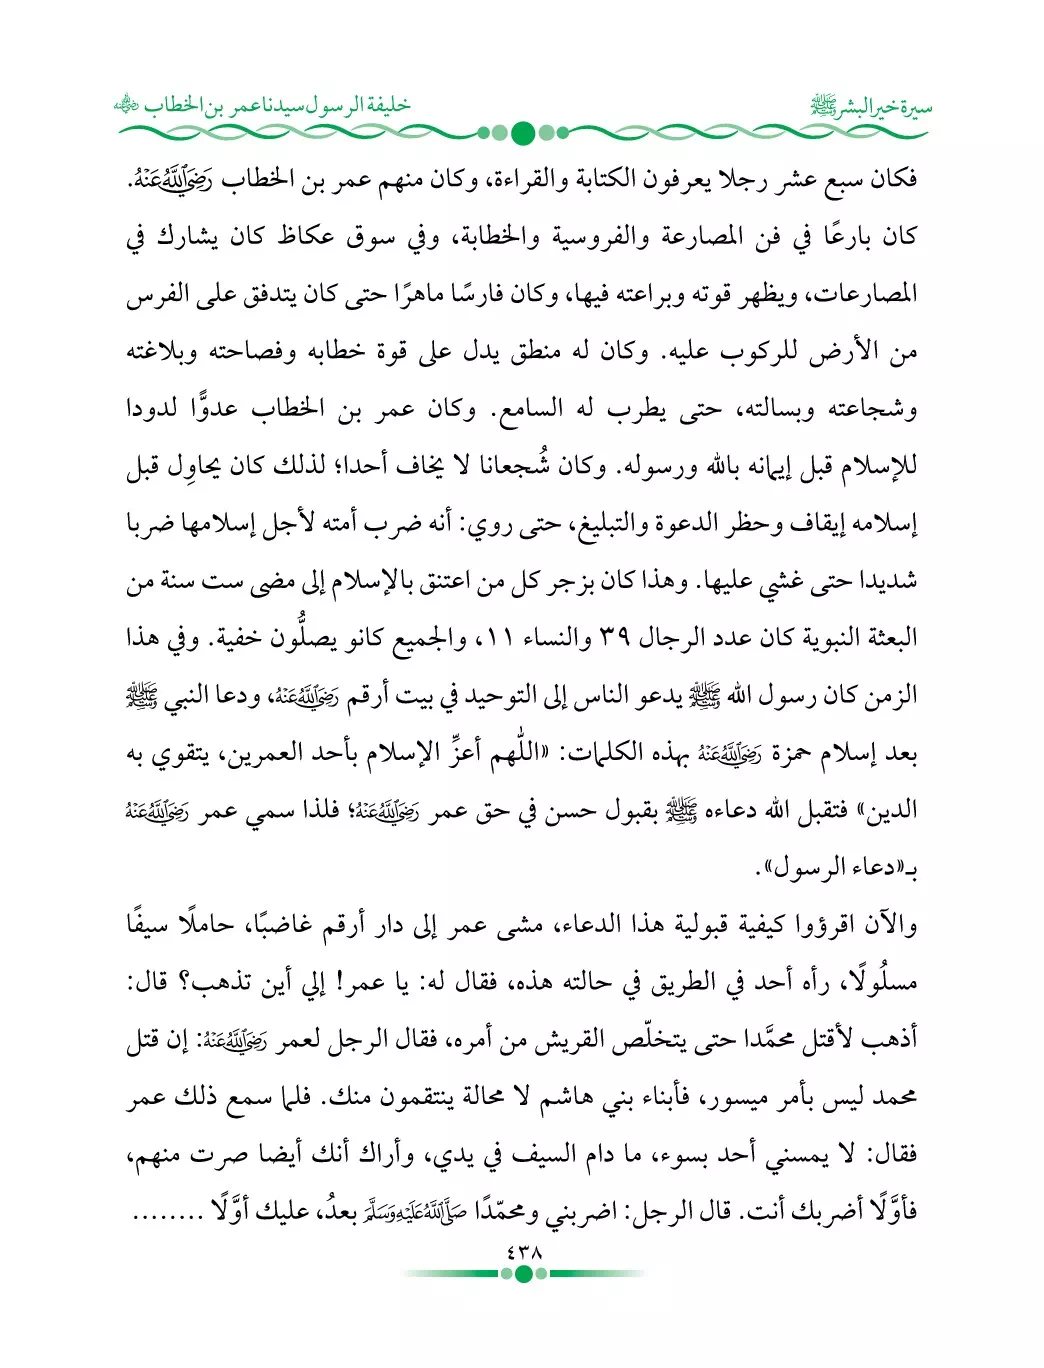 سيرة خير البشر ﷺ
خليفة الرسول سيدنا عمر بن الخطاب رضي الله عنه
فكان سبع عشر رجلا يعرفون الكتابة والقراءة، وكان منهم عمر بن الخطاب رَضِيَ اللَّهُ عَنْهُ.
كان بارعًا في فن المصارعة والفروسية والخطابة، وفي سوق عكاظ كان يشارك في
المصارعات، ويظهر قوته وبراعته فيها، وكان فارسًا ماهرًا حتى كان يتدفق على الفرس
من الأرض للركوب عليه. وكان له منطق يدل على قوة خطابه وفصاحته وبلاغته
وشجاعته وبسالته، حتى يطرب له السامع. وكان عمر بن الخطاب عدوًّا لدودا
للإسلام قبل إيمانه بالله ورسوله. وكان شُجعانا لا يخاف أحدا؛ لذلك كان يحاوِل قبل
إسلامه إيقاف وحظر الدعوة والتبليغ، حتى روي: أنه ضرب أمته لأجل إسلامها ضربا
شديدا حتى غشي عليها. وهذا كان بزجر كل من اعتنق بالإسلام إلى مضى ست سنة من
البعثة النبوية كان عدد الرجال ٣٩ والنساء ١١، والجميع كانو يصلُّون خفية. وفي هذا
الزمن كان رسول الله ﷺ يدعو الناس إلى التوحيد في بيت أرقم رَضِيَ اللَّهُ عَنْهُ، ودعا النبي ﷺ
بعد إسلام حمزة رَضِيَ اللَّهُ عَنْهُ بهذه الكلمات: «اللّٰهم أعزِّ الإسلام بأحد العمرين، يتقوي به
الدين» فتقبل الله دعاءه ﷺ بقبول حسن في حق عمر رَضِيَ اللَّهُ عَنْهُ؛ فلذا سمي عمر رَضِيَ اللَّهُ عَنْهُ
بـ«دعاء الرسول».
والآن اقرؤوا كيفية قبولية هذا الدعاء، مشى عمر إلى دار أرقم غاضبًا، حاملًا سيفًا
مسلُولًا، رأه أحد في الطريق في حالته هذه، فقال له: يا عمر! إلي أين تذهب؟ قال:
أذهب لأقتل محمَّدا حتى يتخلّص القريش من أمره، فقال الرجل لعمر رَضِيَ اللَّهُ عَنْهُ: إن قتل
محمد ليس بأمر ميسور، فأبناء بني هاشم لا محالة ينتقمون منك. فلما سمع ذلك عمر
فقال: لا يمسني أحد بسوء، ما دام السيف في يدي، وأراك أنك أيضا صرت منهم،
فأوَّلًا أضربك أنت. قال الرجل: اضربني ومحمّدًا صَلَّى اللَّهُ عَلَيْهِ وَسَلَّمَ بعدُ، عليك أوَّلًا ........
٤٣٨